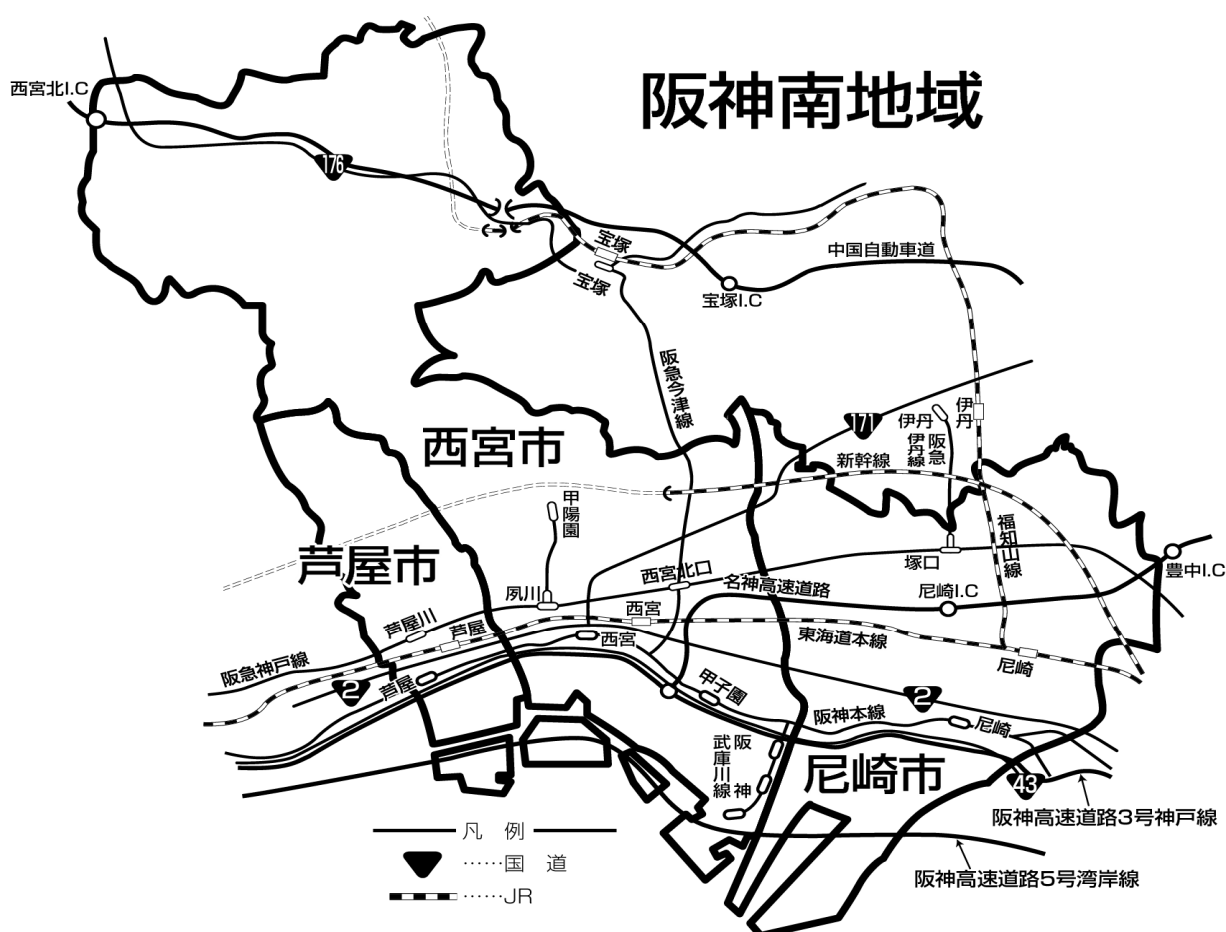 阪神南地域
西宮北I.C
176
宝塚
宝塚
中国自動車道
宝塚I.C
阪急今津線
171
伊丹
伊丹
阪急
伊丹線
西宮市
新幹線
甲陽園
福知山線
芦屋市
西宮北口
塚口
豊中I.C
夙川
名神高速道路
尼崎I.C
芦屋川
芦屋
西宮
西宮
東海道本線
阪急神戸線
尼崎
2
芦屋
甲子園
2
阪神本線
尼崎
阪神
武庫川線
尼崎市
43
阪神高速道路3号神戸線
凡 例
……国 道
……JR
阪神高速道路5号湾岸線